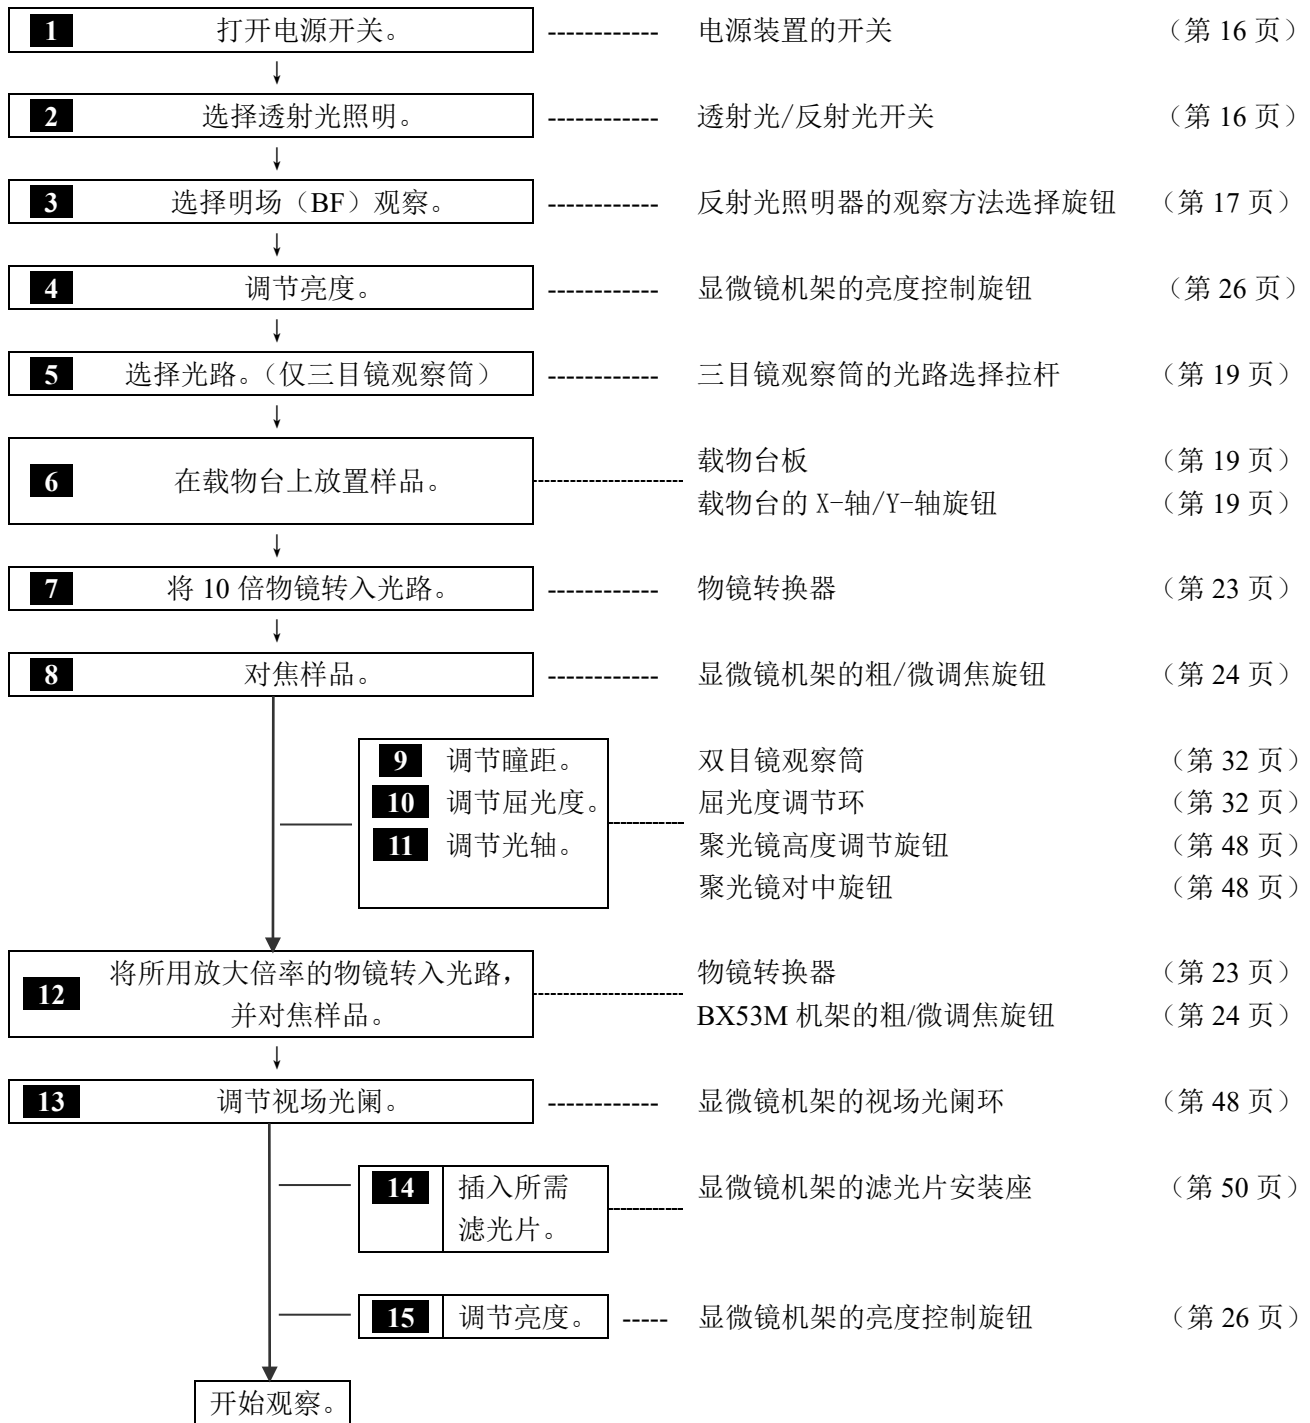 1 打开电源开关。 ------------ 电源装置的开关 （第 16 页）
↓
2 选择透射光照明。 ------------ 透射光/反射光开关 （第 16 页）
↓
3 选择明场（BF）观察。 ------------ 反射光照明器的观察方法选择旋钮 （第 17 页）
↓
4 调节亮度。 ------------ 显微镜机架的亮度控制旋钮 （第 26 页）
↓
5 选择光路。（仅三目镜观察筒） ------------ 三目镜观察筒的光路选择拉杆 （第 19 页）
↓
载物台板 （第 19 页）
6 在载物台上放置样品。
载物台的 X-轴/Y-轴旋钮 （第 19 页）
↓
7 将 10 倍物镜转入光路。 ------------ 物镜转换器 （第 23 页）
↓
8 对焦样品。 ------------ 显微镜机架的粗/微调焦旋钮 （第 24 页）
9 调节瞳距。 双目镜观察筒 （第 32 页）
10 调节屈光度。 屈光度调节环 （第 32 页）
11 调节光轴。 聚光镜高度调节旋钮 （第 48 页）
聚光镜对中旋钮 （第 48 页）
12 将所用放大倍率的物镜转入光路， 物镜转换器 （第 23 页）
并对焦样品。 BX53M 机架的粗/微调焦旋钮 （第 24 页）
↓
13 调节视场光阑。 ------------ 显微镜机架的视场光阑环 （第 48 页）
14 插入所需 显微镜机架的滤光片安装座 （第 50 页）
滤光片。
15 调节亮度。 ----- 显微镜机架的亮度控制旋钮 （第 26 页）
开始观察。